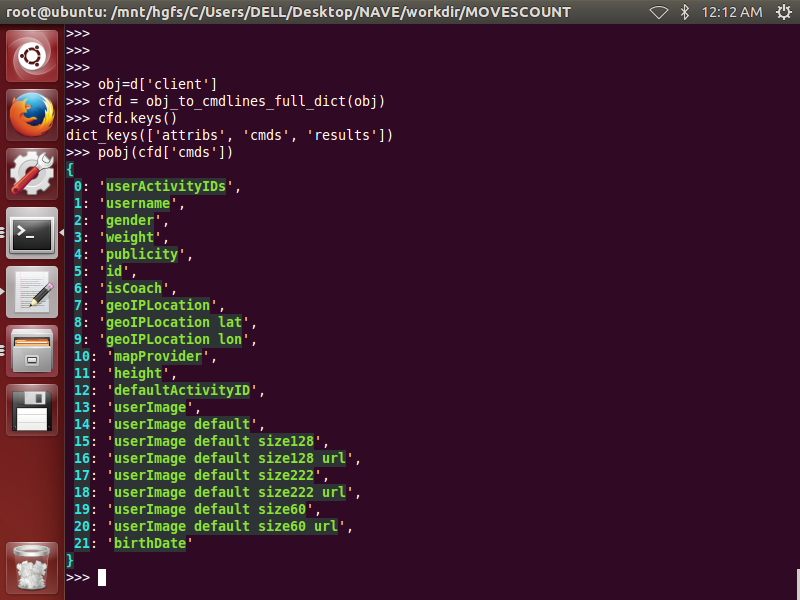 root@ubuntu: /mnt/hgfs/C/Users/DELL/Desktop/NAVE/workdir/MOVESCOUNT 12:12 AM
>>>
>>>
>>>
>>> obj=d['client']
>>> cfd = obj_to_cmdlines_full_dict(obj)
>>> cfd.keys()
dict_keys(['attribs', 'cmds', 'results'])
>>> pobj(cfd['cmds'])
{
 0: 'userActivityIDs',
 1: 'username',
 2: 'gender',
 3: 'weight',
 4: 'publicity',
 5: 'id',
 6: 'isCoach',
 7: 'geoIPLocation',
 8: 'geoIPLocation lat',
 9: 'geoIPLocation lon',
 10: 'mapProvider',
 11: 'height',
 12: 'defaultActivityID',
 13: 'userImage',
 14: 'userImage default',
 15: 'userImage default size128',
 16: 'userImage default size128 url',
 17: 'userImage default size222',
 18: 'userImage default size222 url',
 19: 'userImage default size60',
 20: 'userImage default size60 url',
 21: 'birthDate'
}
>>>